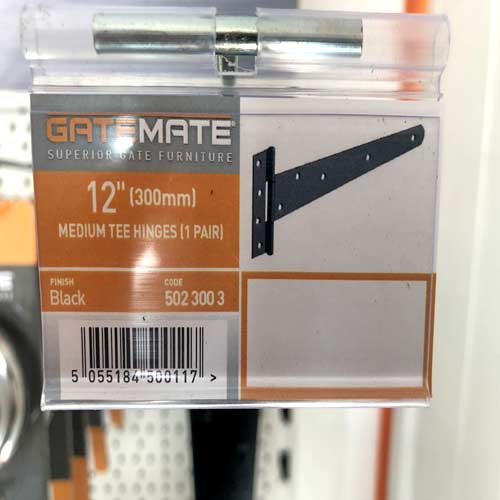 GATEMATE®
SUPERIOR GATE FURNITURE
12" (300mm)
MEDIUM TEE HINGES (1 PAIR)
FINISH CODE
Black 502 300 3
5 055184 500117 >